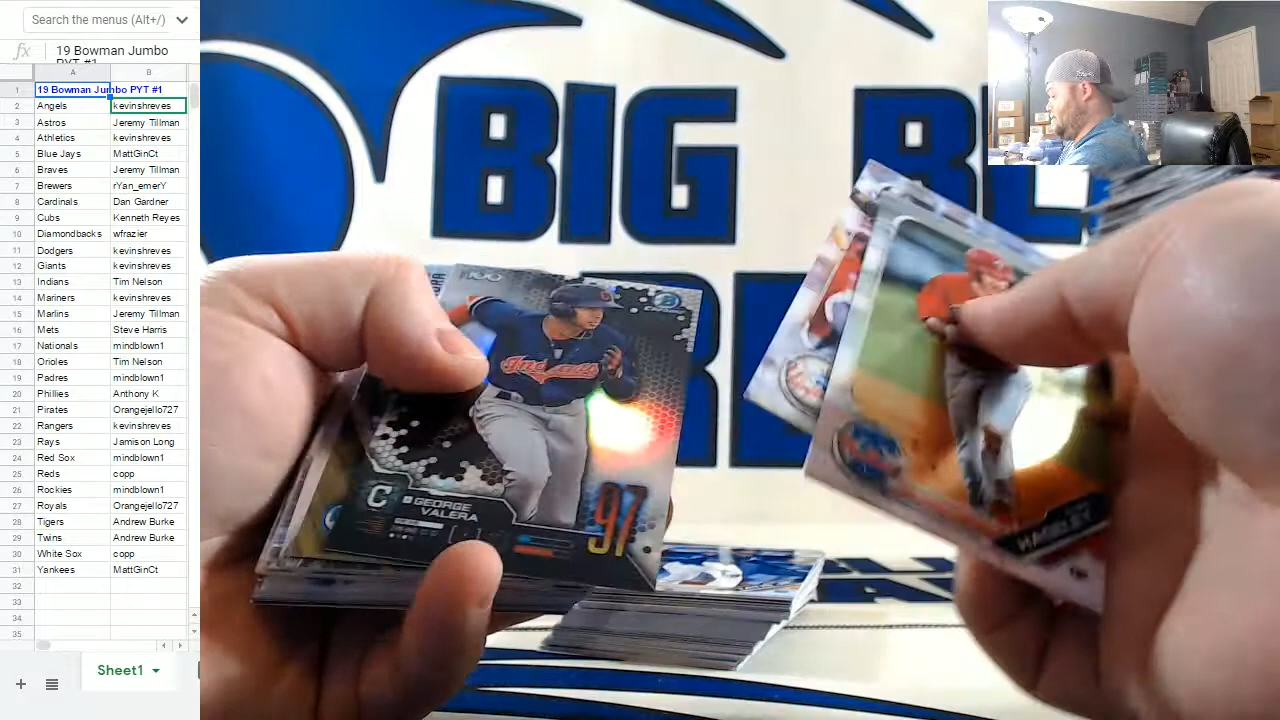 Search the menus (Alt+/)
fx 19 Bowman Jumbo
PYT #1
A B
1 19 Bowman Jumbo PYT #1
2 Angels kevinshreves
3 Astros Jeremy Tillman
4 Athletics kevinshreves
5 Blue Jays MattGinCt
6 Braves Jeremy Tillman
7 Brewers rYan_emerY
8 Cardinals Dan Gardner
9 Cubs Kenneth Reyes
10 Diamondbacks wfrazier
11 Dodgers kevinshreves
12 Giants kevinshreves
13 Indians Tim Nelson
14 Mariners kevinshreves
15 Marlins Jeremy Tillman
16 Mets Steve Harris
17 Nationals mindblown1
18 Orioles Tim Nelson
19 Padres mindblown1
20 Phillies Anthony K
21 Pirates Orangejello727
22 Rangers kevinshreves
23 Rays Jamison Long
24 Red Sox mindblown1
25 Reds copp
26 Rockies mindblown1
27 Royals Orangejello727
28 Tigers Andrew Burke
29 Twins Andrew Burke
30 White Sox copp
31 Yankees MattGinCt
32
33
34
35
Sheet1
BIG BL
100
CHROME
Indians
C GEORGE
VALERA
97
HASELEY